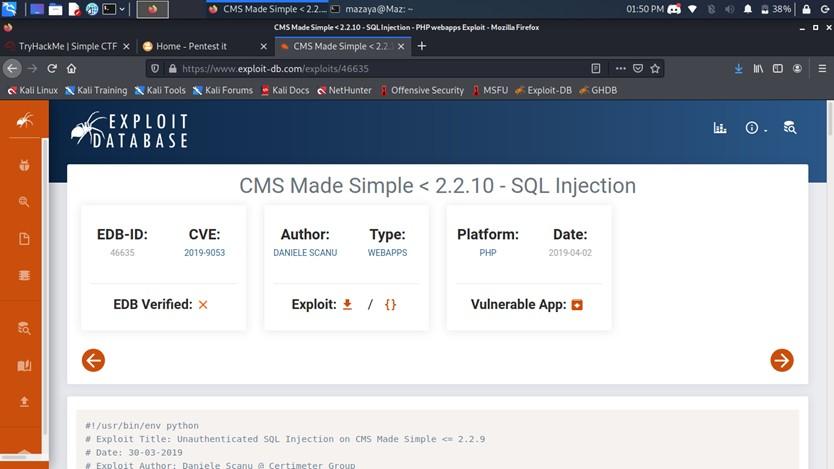 CMS Made Simple < 2.2....
mazaya@Maz: ~
01:50 PM
38%
CMS Made Simple < 2.2.10 - SQL Injection - PHP webapps Exploit - Mozilla Firefox
TryHackMe | Simple CTF
Home - Pentest it
CMS Made Simple < 2.2.1
https://www.exploit-db.com/exploits/46635
Kali Linux
Kali Training
Kali Tools
Kali Forums
Kali Docs
NetHunter
Offensive Security
MSFU
Exploit-DB
GHDB
EXPLOIT
DATABASE
CMS Made Simple < 2.2.10 - SQL Injection
EDB-ID:
46635
CVE:
2019-9053
EDB Verified: ×
Author:
DANIELE SCANU
Type:
WEBAPPS
Exploit: / {}
Platform:
PHP
Date:
2019-04-02
Vulnerable App:
#!/usr/bin/env python
# Exploit Title: Unauthenticated SQL Injection on CMS Made Simple <= 2.2.9
# Date: 30-03-2019
# Exploit Author: Daniele Scanu @ Certimeter Group